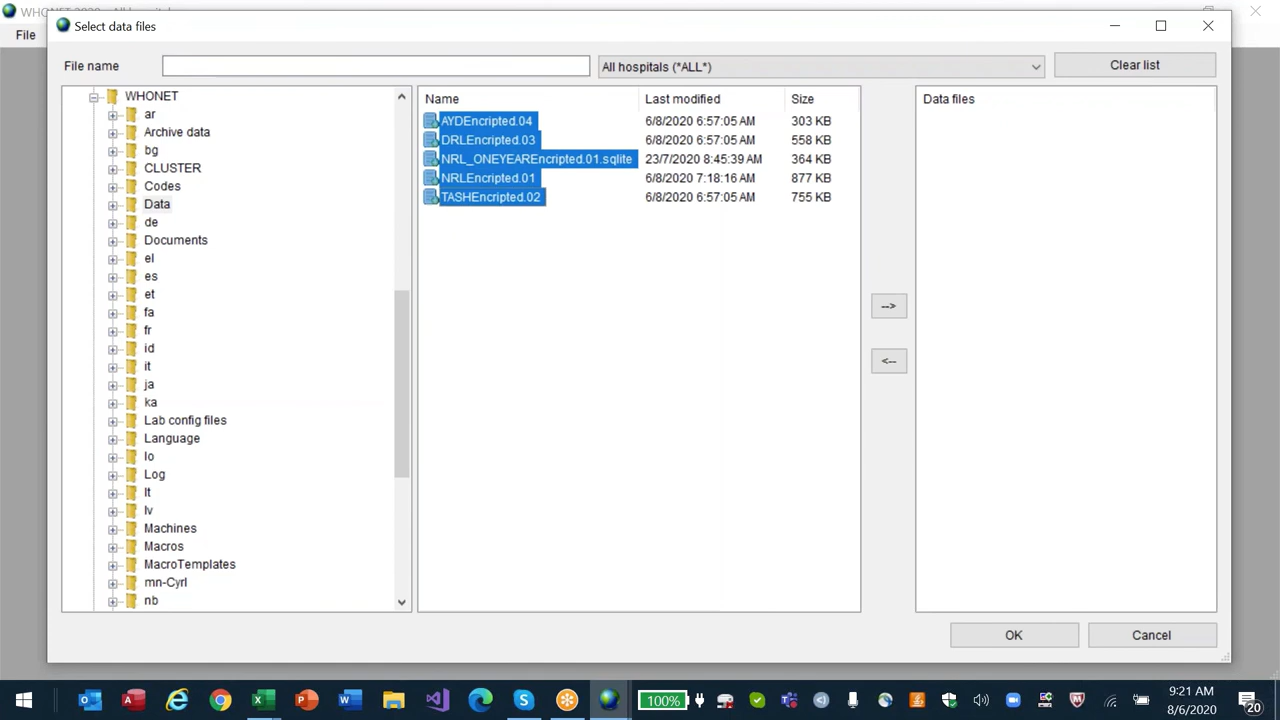 Select data files
File
File name
All hospitals (*ALL*)
Clear list
WHONET
ar
Archive data
bg
CLUSTER
Codes
Data
de
Documents
el
es
et
fa
fr
id
it
ja
ka
Lab config files
Language
lo
Log
lt
lv
Machines
Macros
MacroTemplates
mn-Cyrl
nb
Name Last modified Size
AYDEncripted.04 6/8/2020 6:57:05 AM 303 KB
DRLEncripted.03 6/8/2020 6:57:05 AM 558 KB
NRL_ONEYEAREncripted.01.sqlite 23/7/2020 8:45:39 AM 364 KB
NRLEncripted.01 6/8/2020 7:18:16 AM 877 KB
TASHEncripted.02 6/8/2020 6:57:05 AM 755 KB
-->
<--
Data files
OK
Cancel
100%
9:21 AM
8/6/2020
20